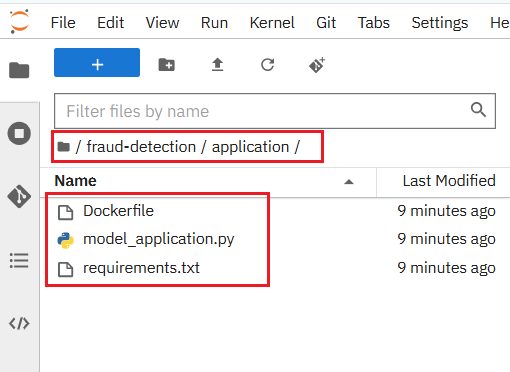 File Edit View Run Kernel Git Tabs Settings He
Filter files by name
/ fraud-detection / application /
Name Last Modified
Dockerfile 9 minutes ago
model_application.py 9 minutes ago
requirements.txt 9 minutes ago